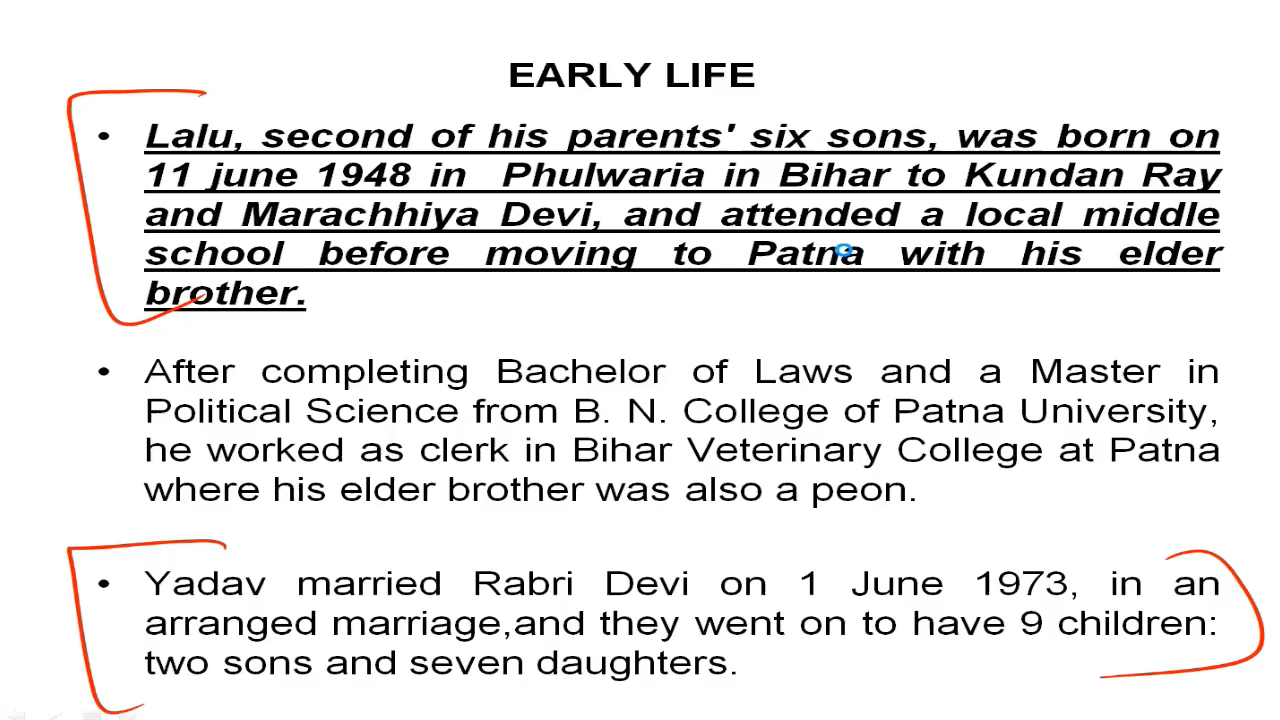 EARLY LIFE
• Lalu, second of his parents' six sons, was born on
11 june 1948 in Phulwaria in Bihar to Kundan Ray
and Marachhiya Devi, and attended a local middle
school before moving to Patna with his elder
brother.
• After completing Bachelor of Laws and a Master in
Political Science from B. N. College of Patna University,
he worked as clerk in Bihar Veterinary College at Patna
where his elder brother was also a peon.
• Yadav married Rabri Devi on 1 June 1973, in an
arranged marriage,and they went on to have 9 children:
two sons and seven daughters.